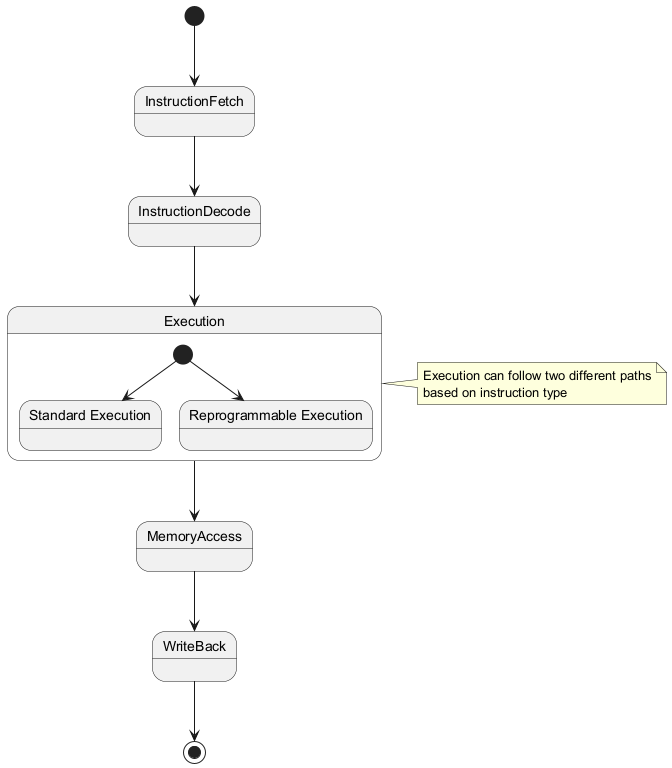 InstructionFetch
InstructionDecode
Execution
Standard Execution
Reprogrammable Execution
Execution can follow two different paths
based on instruction type
MemoryAccess
WriteBack